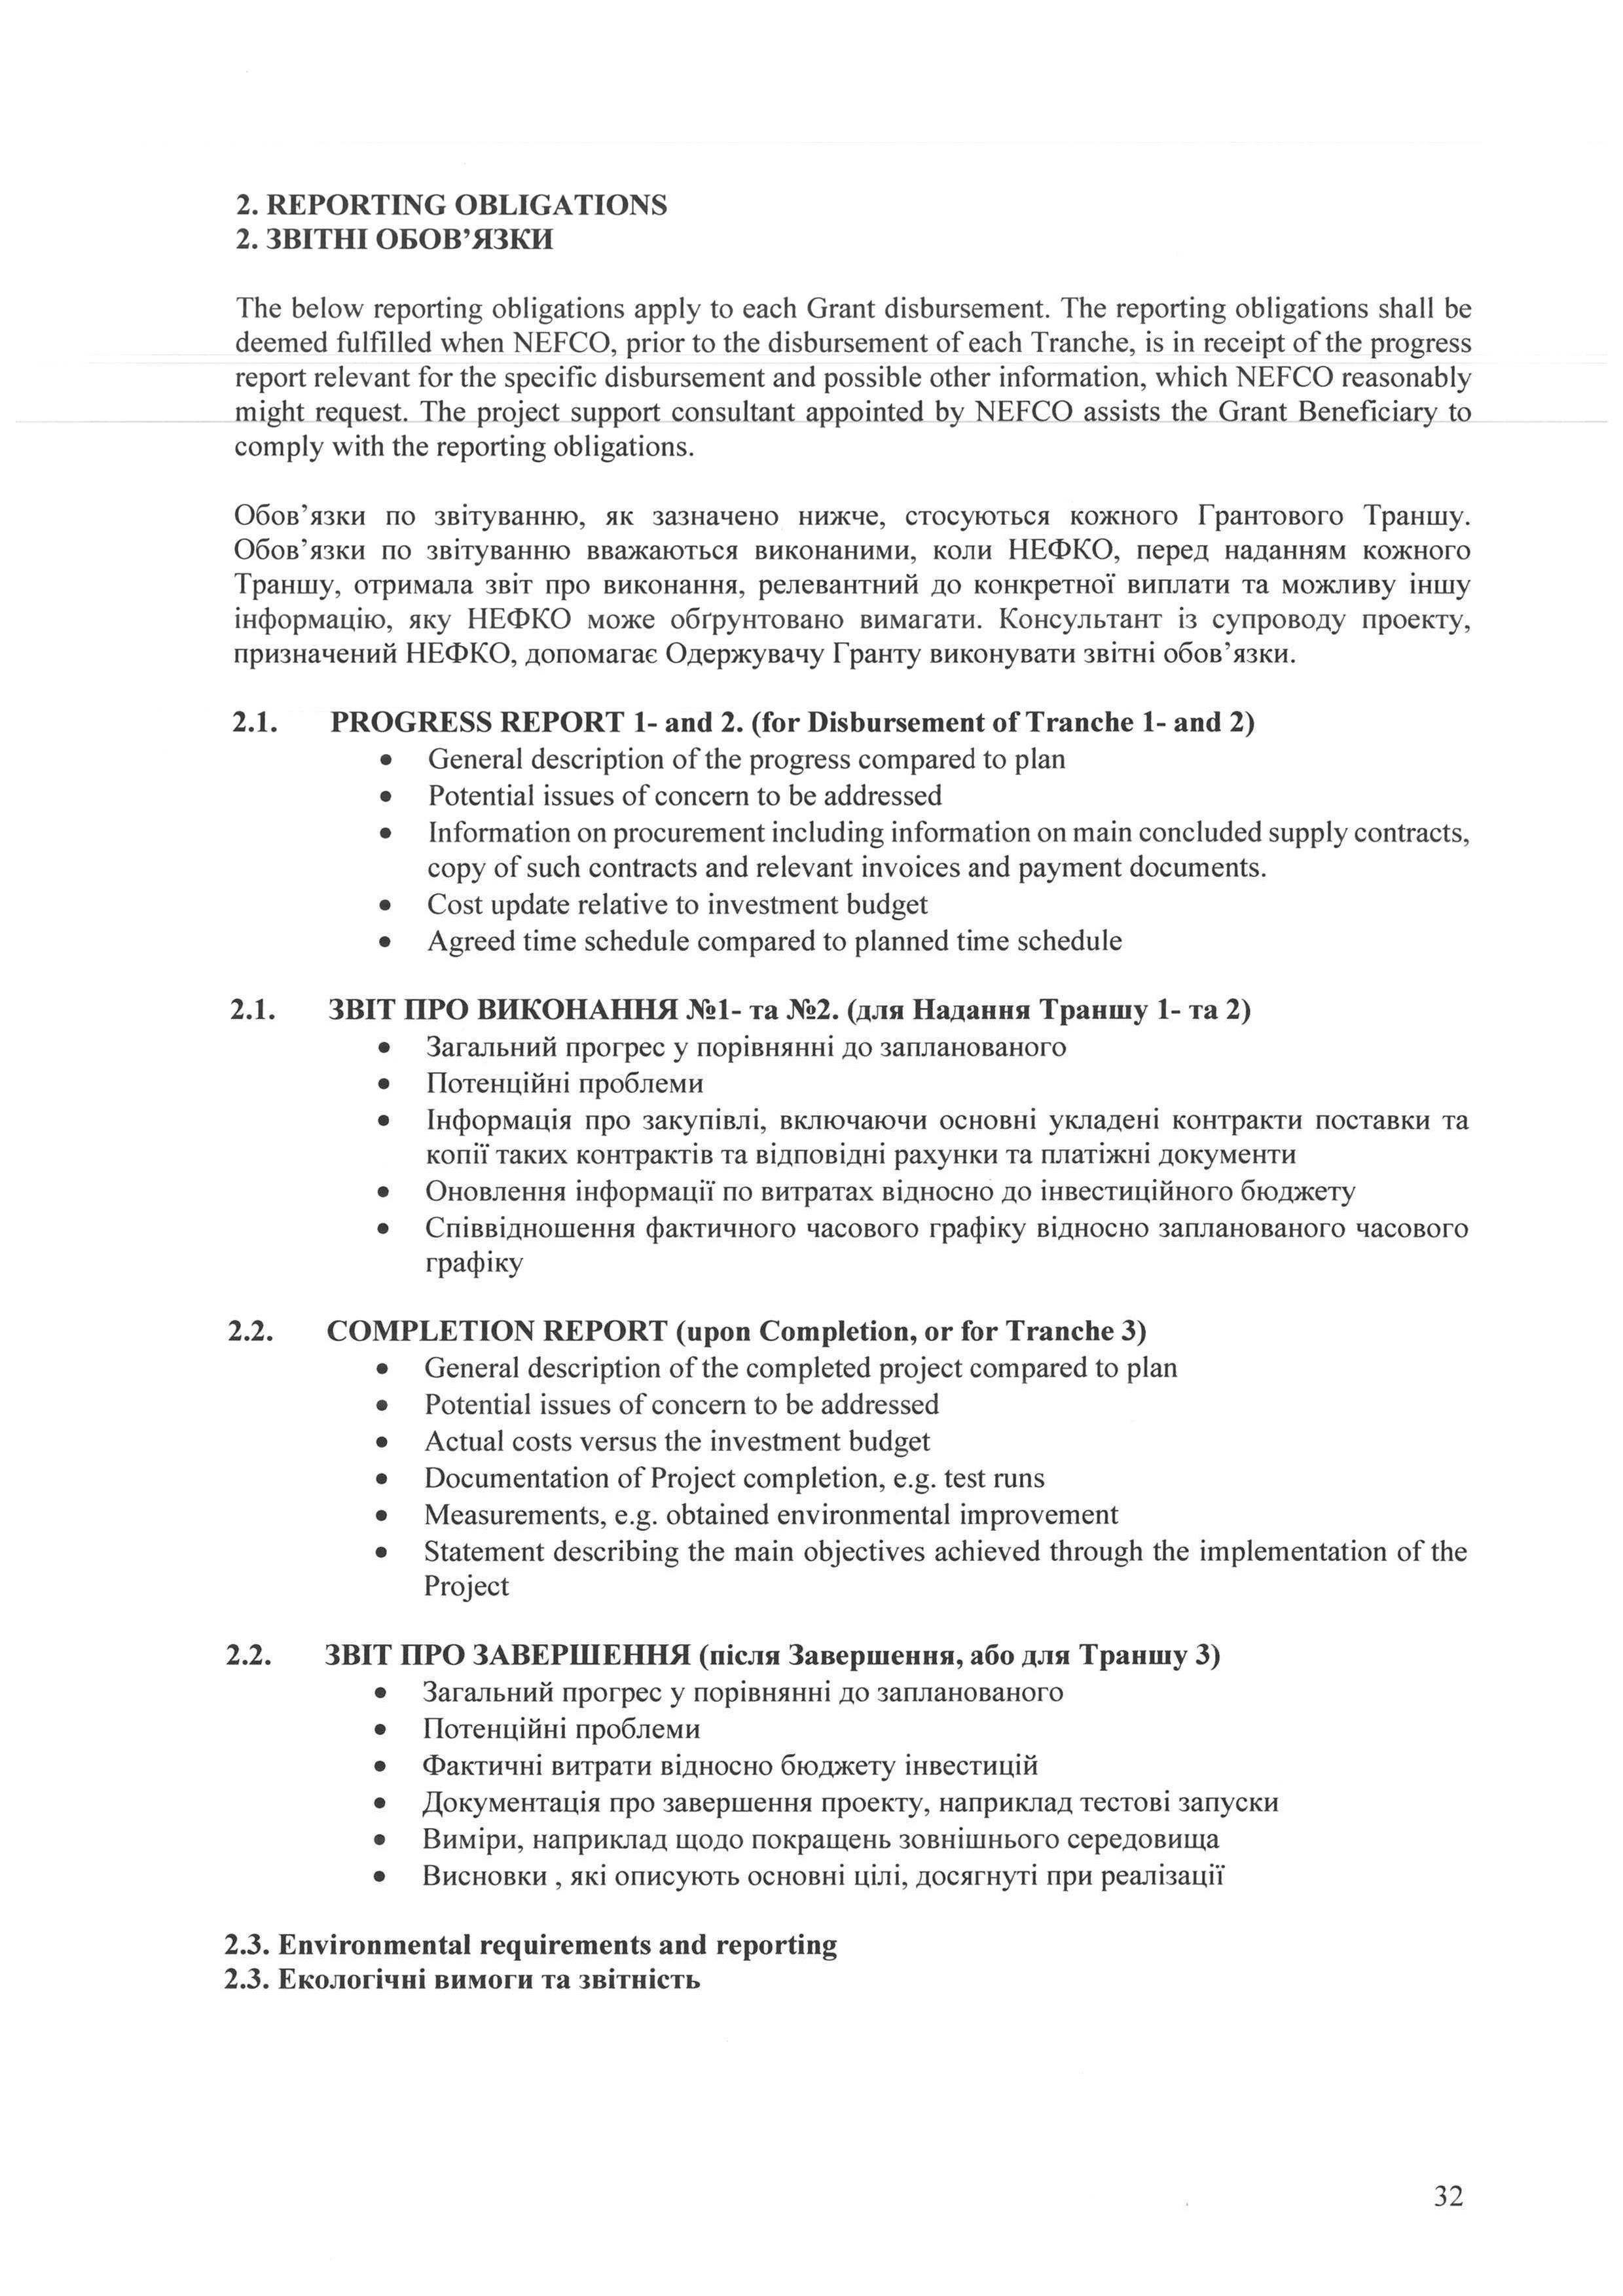 2. REPORTING OBLIGATIONS
2. ЗВІТНІ ОБОВ’ЯЗКИ
The below reporting obligations apply to each Grant disbursement. The reporting obligations shall be
deemed fulfilled when NEFCO, prior to the disbursement of each Tranche, is in receipt of the progress
report relevant for the specific disbursement and possible other information, which NEFCO reasonably
might request. The project support consultant appointed by NEFCO assists the Grant Beneficiary to
comply with the reporting obligations.
Обов’язки по звітуванню, як зазначено нижче, стосуються кожного Грантового Траншу.
Обов’язки по звітуванню вважаються виконаними, коли НЕФКО, перед наданням кожного
Траншу, отримала звіт про виконання, релевантний до конкретної виплати та можливу іншу
інформацію, яку НЕФКО може обґрунтовано вимагати. Консультант із супроводу проекту,
призначений НЕФКО, допомагає Одержувачу Гранту виконувати звітні обов’язки.
2.1. PROGRESS REPORT 1- and 2. (for Disbursement of Tranche 1- and 2)
• General description of the progress compared to plan
• Potential issues of concern to be addressed
• Information on procurement including information on main concluded supply contracts,
copy of such contracts and relevant invoices and payment documents.
• Cost update relative to investment budget
• Agreed time schedule compared to planned time schedule
2.1. ЗВІТ ПРО ВИКОНАННЯ №1- та №2. (для Надання Траншу 1- та 2)
• Загальний прогрес у порівнянні до запланованого
• Потенційні проблеми
• Інформація про закупівлі, включаючи основні укладені контракти поставки та
копії таких контрактів та відповідні рахунки та платіжні документи
• Оновлення інформації по витратах відносно до інвестиційного бюджету
• Співвідношення фактичного часового графіку відносно запланованого часового
графіку
2.2. COMPLETION REPORT (upon Completion, or for Tranche 3)
• General description of the completed project compared to plan
• Potential issues of concern to be addressed
• Actual costs versus the investment budget
• Documentation of Project completion, e.g. test runs
• Measurements, e.g. obtained environmental improvement
• Statement describing the main objectives achieved through the implementation of the
Project
2.2. ЗВІТ ПРО ЗАВЕРШЕННЯ (після Завершення, або для Траншу 3)
• Загальний прогрес у порівнянні до запланованого
• Потенційні проблеми
• Фактичні витрати відносно бюджету інвестицій
• Документація про завершення проекту, наприклад тестові запуски
• Виміри, наприклад щодо покращень зовнішнього середовища
• Висновки , які описують основні цілі, досягнуті при реалізації
2.3. Environmental requirements and reporting
2.3. Екологічні вимоги та звітність
32